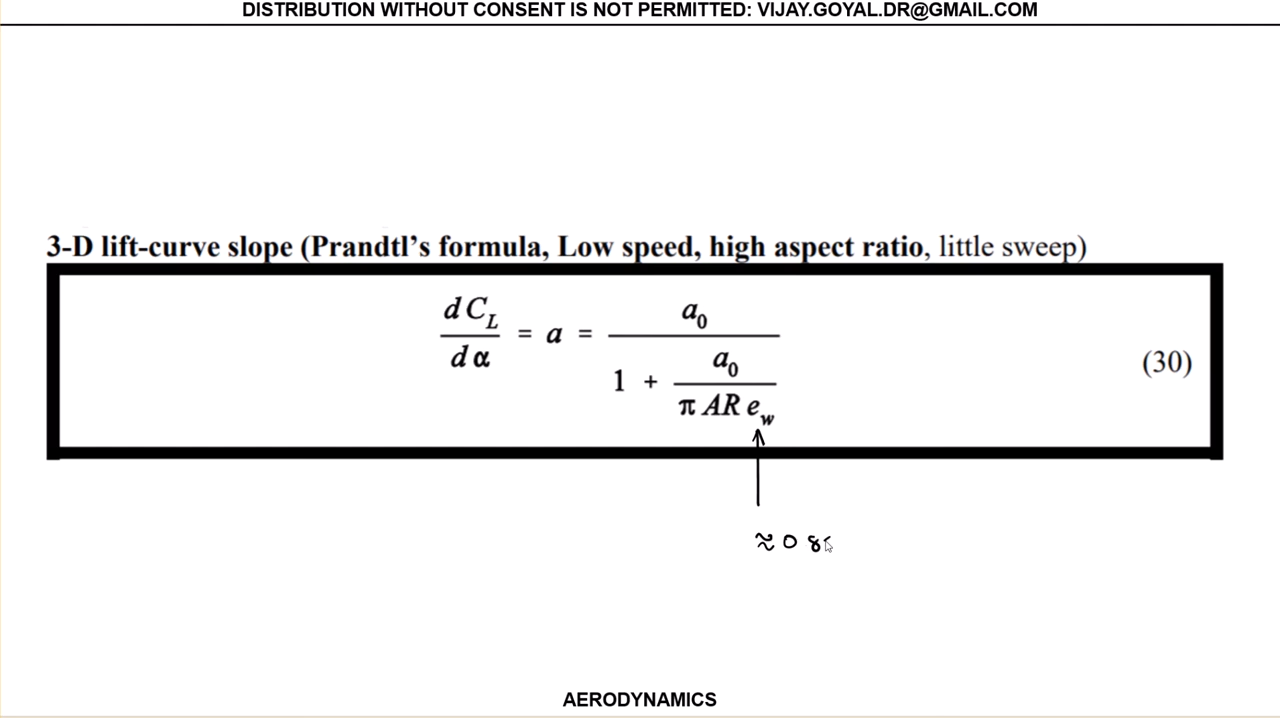 DISTRIBUTION WITHOUT CONSENT IS NOT PERMITTED: VIJAY.GOYAL.DR@GMAIL.COM
3-D lift-curve slope (Prandtl’s formula, Low speed, high aspect ratio, little sweep)
dC_L / dα = a = a_0 / (1 + a_0 / (π AR e_w)) (30)
≈ 0 8
AERODYNAMICS